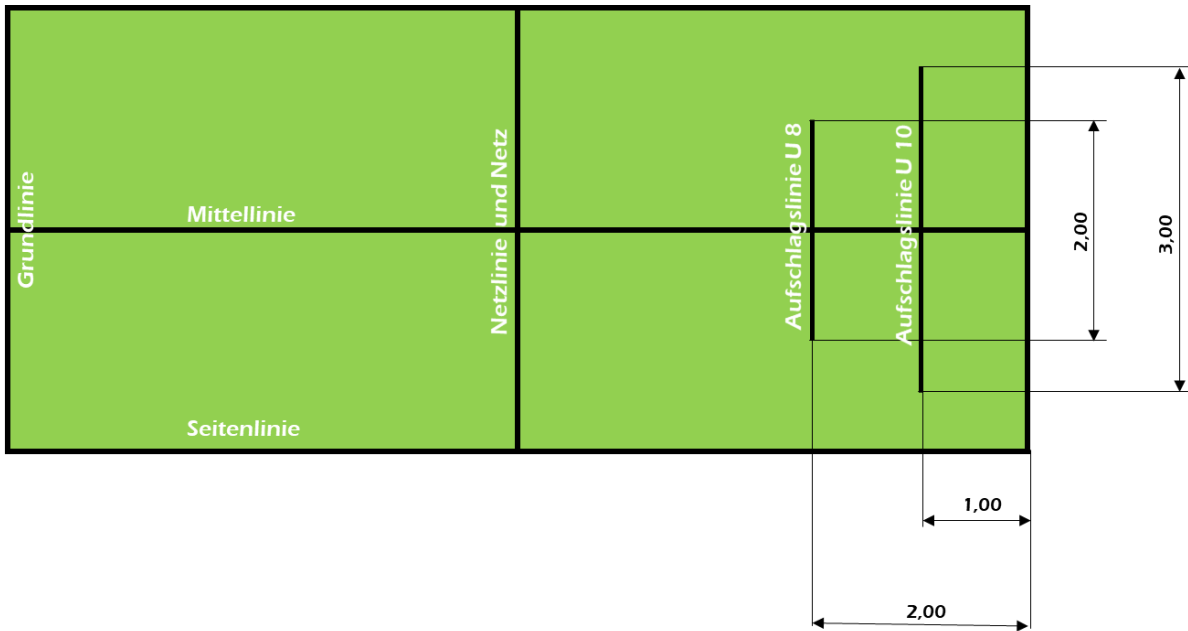 Grundlinie
Mittellinie
Seitenlinie
Netzlinie und Netz
Aufschlagslinie U 8
Aufschlagslinie U 10
2,00
3,00
1,00
2,00